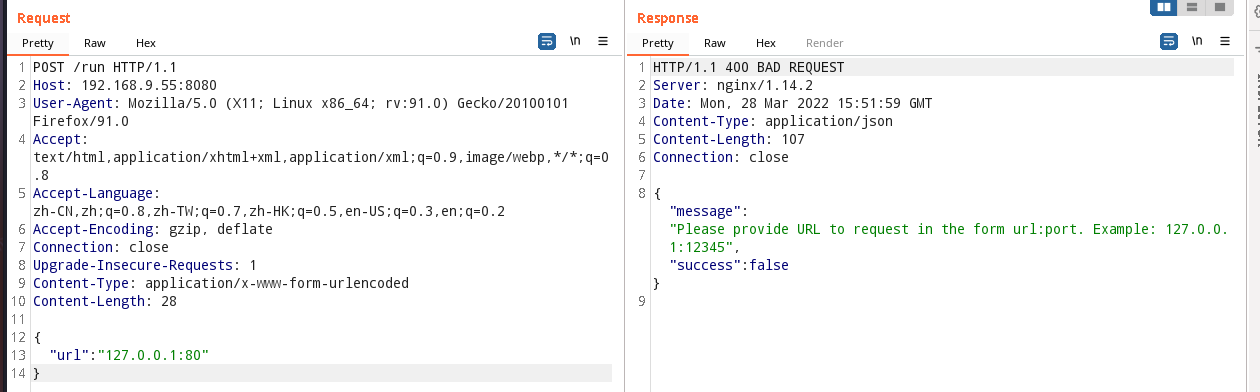 Request
Pretty Raw Hex
\n
1 POST /run HTTP/1.1
2 Host: 192.168.9.55:8080
3 User-Agent: Mozilla/5.0 (X11; Linux x86_64; rv:91.0) Gecko/20100101
Firefox/91.0
4 Accept:
text/html,application/xhtml+xml,application/xml;q=0.9,image/webp,*/*;q=0
.8
5 Accept-Language:
zh-CN,zh;q=0.8,zh-TW;q=0.7,zh-HK;q=0.5,en-US;q=0.3,en;q=0.2
6 Accept-Encoding: gzip, deflate
7 Connection: close
8 Upgrade-Insecure-Requests: 1
9 Content-Type: application/x-www-form-urlencoded
10 Content-Length: 28
11
12 {
13 "url":"127.0.0.1:80"
14 }
Response
Pretty Raw Hex Render
\n
1 HTTP/1.1 400 BAD REQUEST
2 Server: nginx/1.14.2
3 Date: Mon, 28 Mar 2022 15:51:59 GMT
4 Content-Type: application/json
5 Content-Length: 107
6 Connection: close
7
8 {
"message":
"Please provide URL to request in the form url:port. Example: 127.0.0.
1:12345",
"success":false
}
9